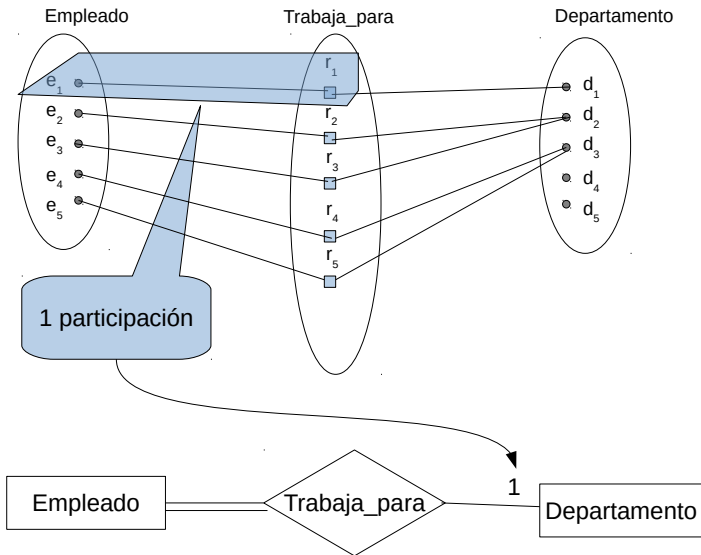 Empleado
Trabaja_para
Departamento
e₁
e₂
e₃
e₄
e₅
r₁
r₂
r₃
r₄
r₅
d₁
d₂
d₃
d₄
d₅
1 participación
1
Empleado
Trabaja_para
Departamento